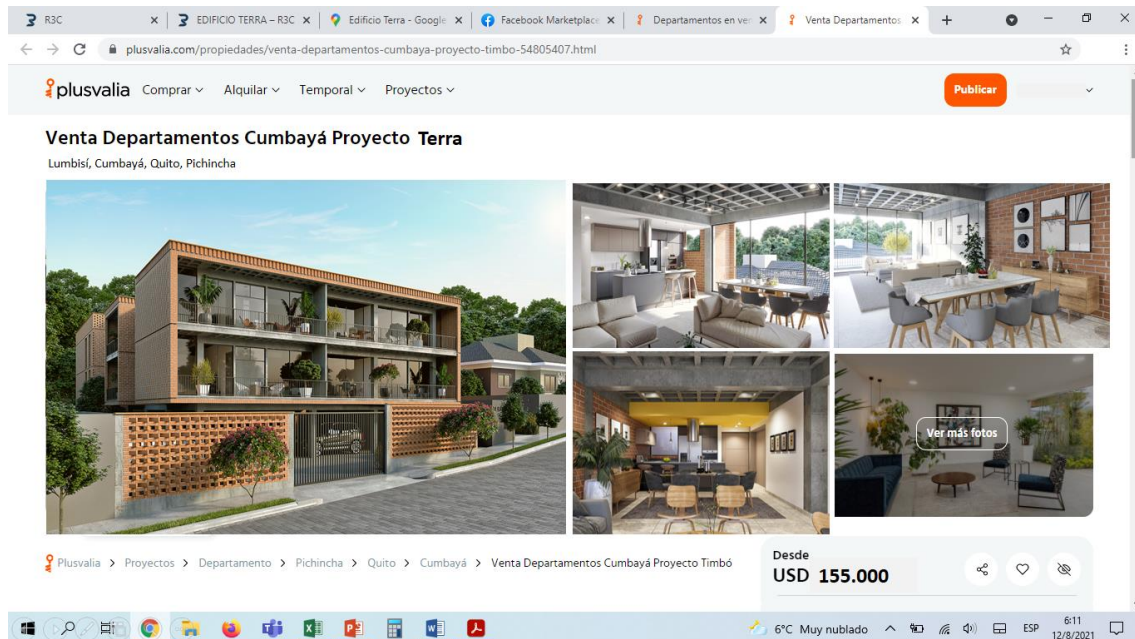 R3C
EDIFICIO TERRA – R3C
Edificio Terra - Google
Facebook Marketplace
Departamentos en ven
Venta Departamentos
plusvalia.com/propiedades/venta-departamentos-cumbaya-proyecto-timbo-54805407.html
plusvalia Comprar Alquilar Temporal Proyectos Publicar
Venta Departamentos Cumbayá Proyecto Terra
Lumbisí, Cumbayá, Quito, Pichincha
Ver más fotos
Plusvalia > Proyectos > Departamento > Pichincha > Quito > Cumbayá > Venta Departamentos Cumbayá Proyecto Timbó
Desde
USD 155.000
6°C Muy nublado ESP 6:11
12/8/2021